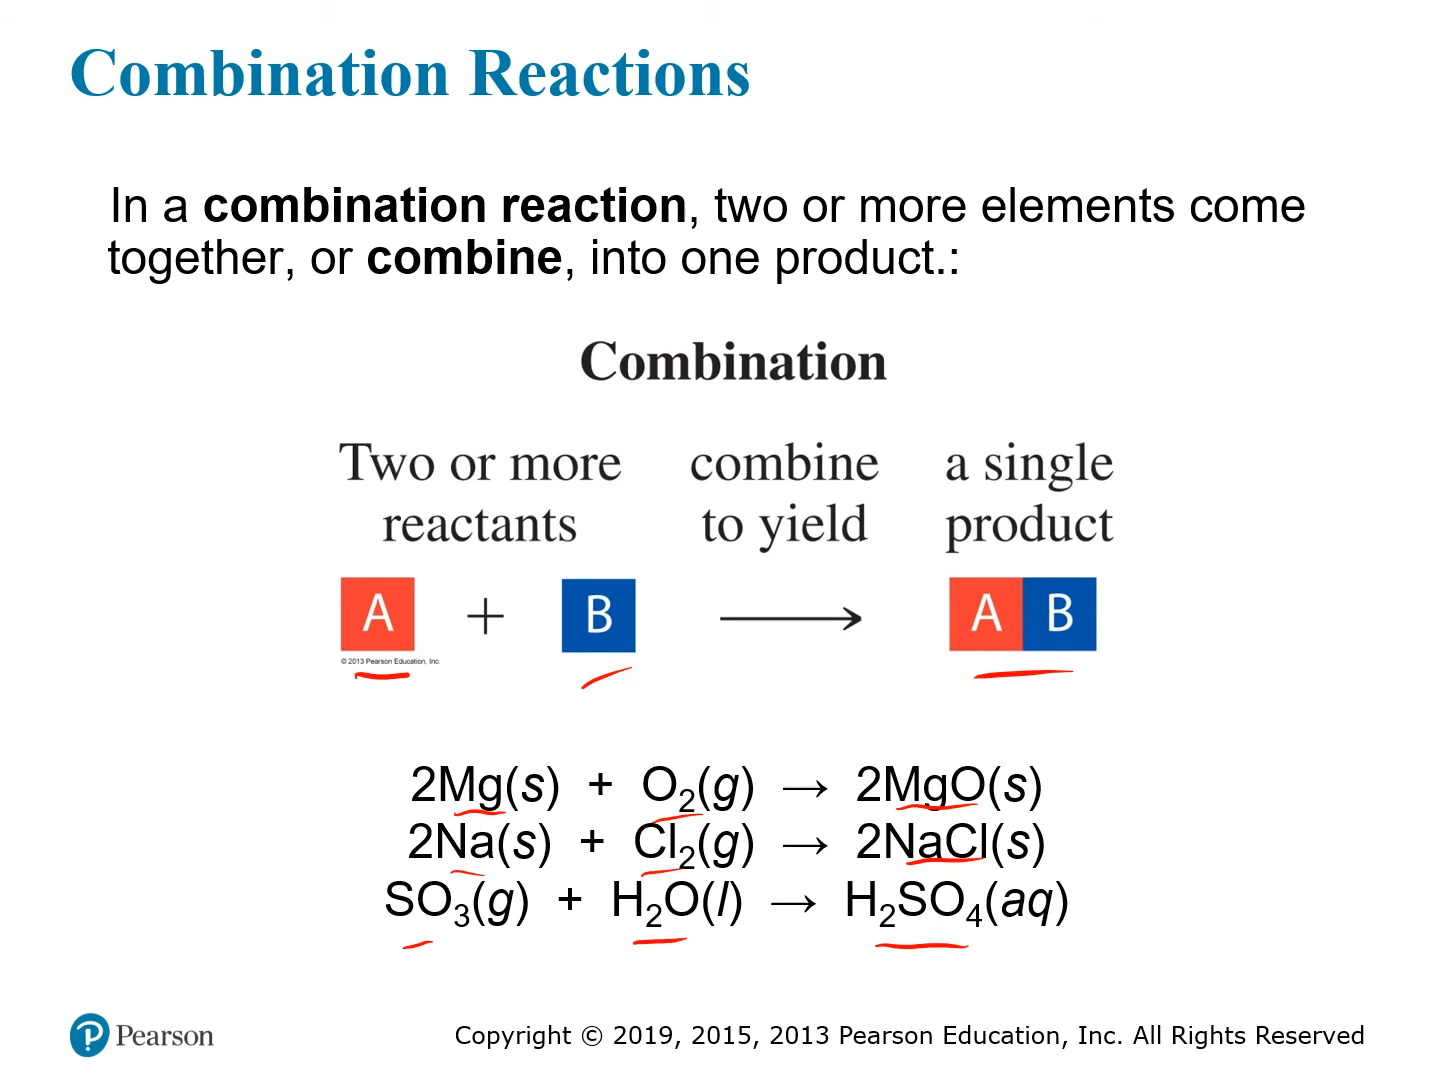 Combination Reactions
In a combination reaction, two or more elements come
together, or combine, into one product.:
Combination
Two or more combine a single
reactants to yield product
A + B ⟶ A B
© 2013 Pearson Education, Inc.
2Mg(s) + O₂(g) → 2MgO(s)
2Na(s) + Cl₂(g) → 2NaCl(s)
SO₃(g) + H₂O(l) → H₂SO₄(aq)
Pearson Copyright © 2019, 2015, 2013 Pearson Education, Inc. All Rights Reserved